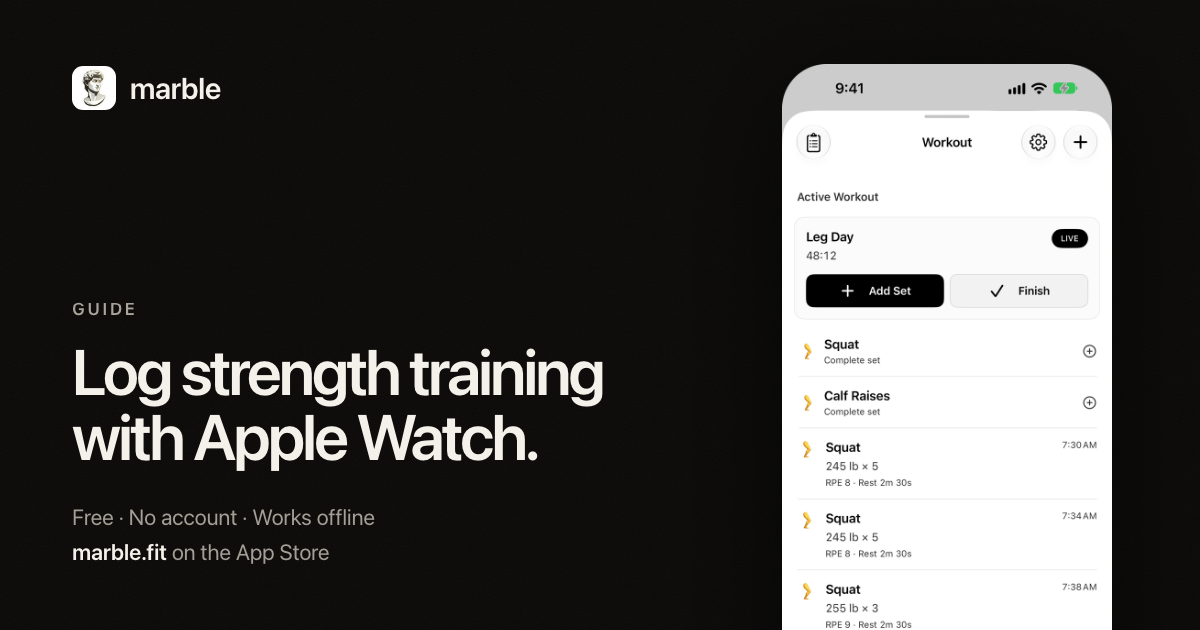 marble
GUIDE
Log strength training
with Apple Watch.
Free · No account · Works offline
marble.fit on the App Store
9:41
Workout
Active Workout
Leg Day
LIVE
48:12
Add Set
Finish
Squat
Complete set
Calf Raises
Complete set
Squat
7:30 AM
245 lb × 5
RPE 8 · Rest 2m 30s
Squat
7:34 AM
245 lb × 5
RPE 8 · Rest 2m 30s
Squat
7:38 AM
255 lb × 3
RPE 9 · Rest 2m 30s